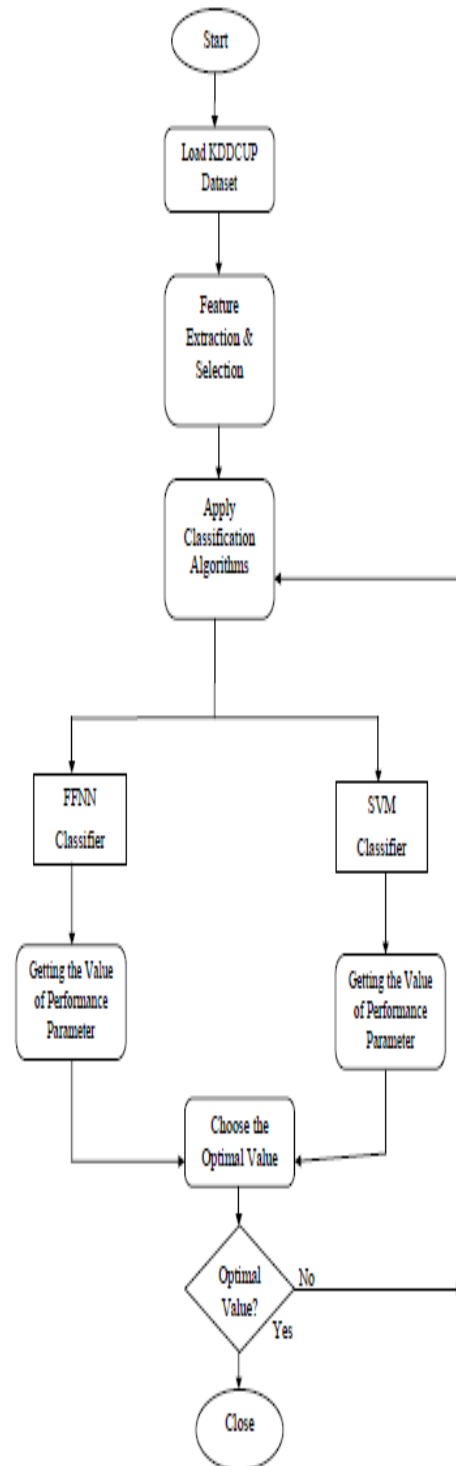 Start
Load KDDCUP
Dataset
Feature
Extraction &
Selection
Apply
Classification
Algorithms
FFNN
Classifier
SVM
Classifier
Getting the Value
of Performance
Parameter
Getting the Value
of Performance
Parameter
Choose the
Optimal Value
Optimal
Value?
No
Yes
Close